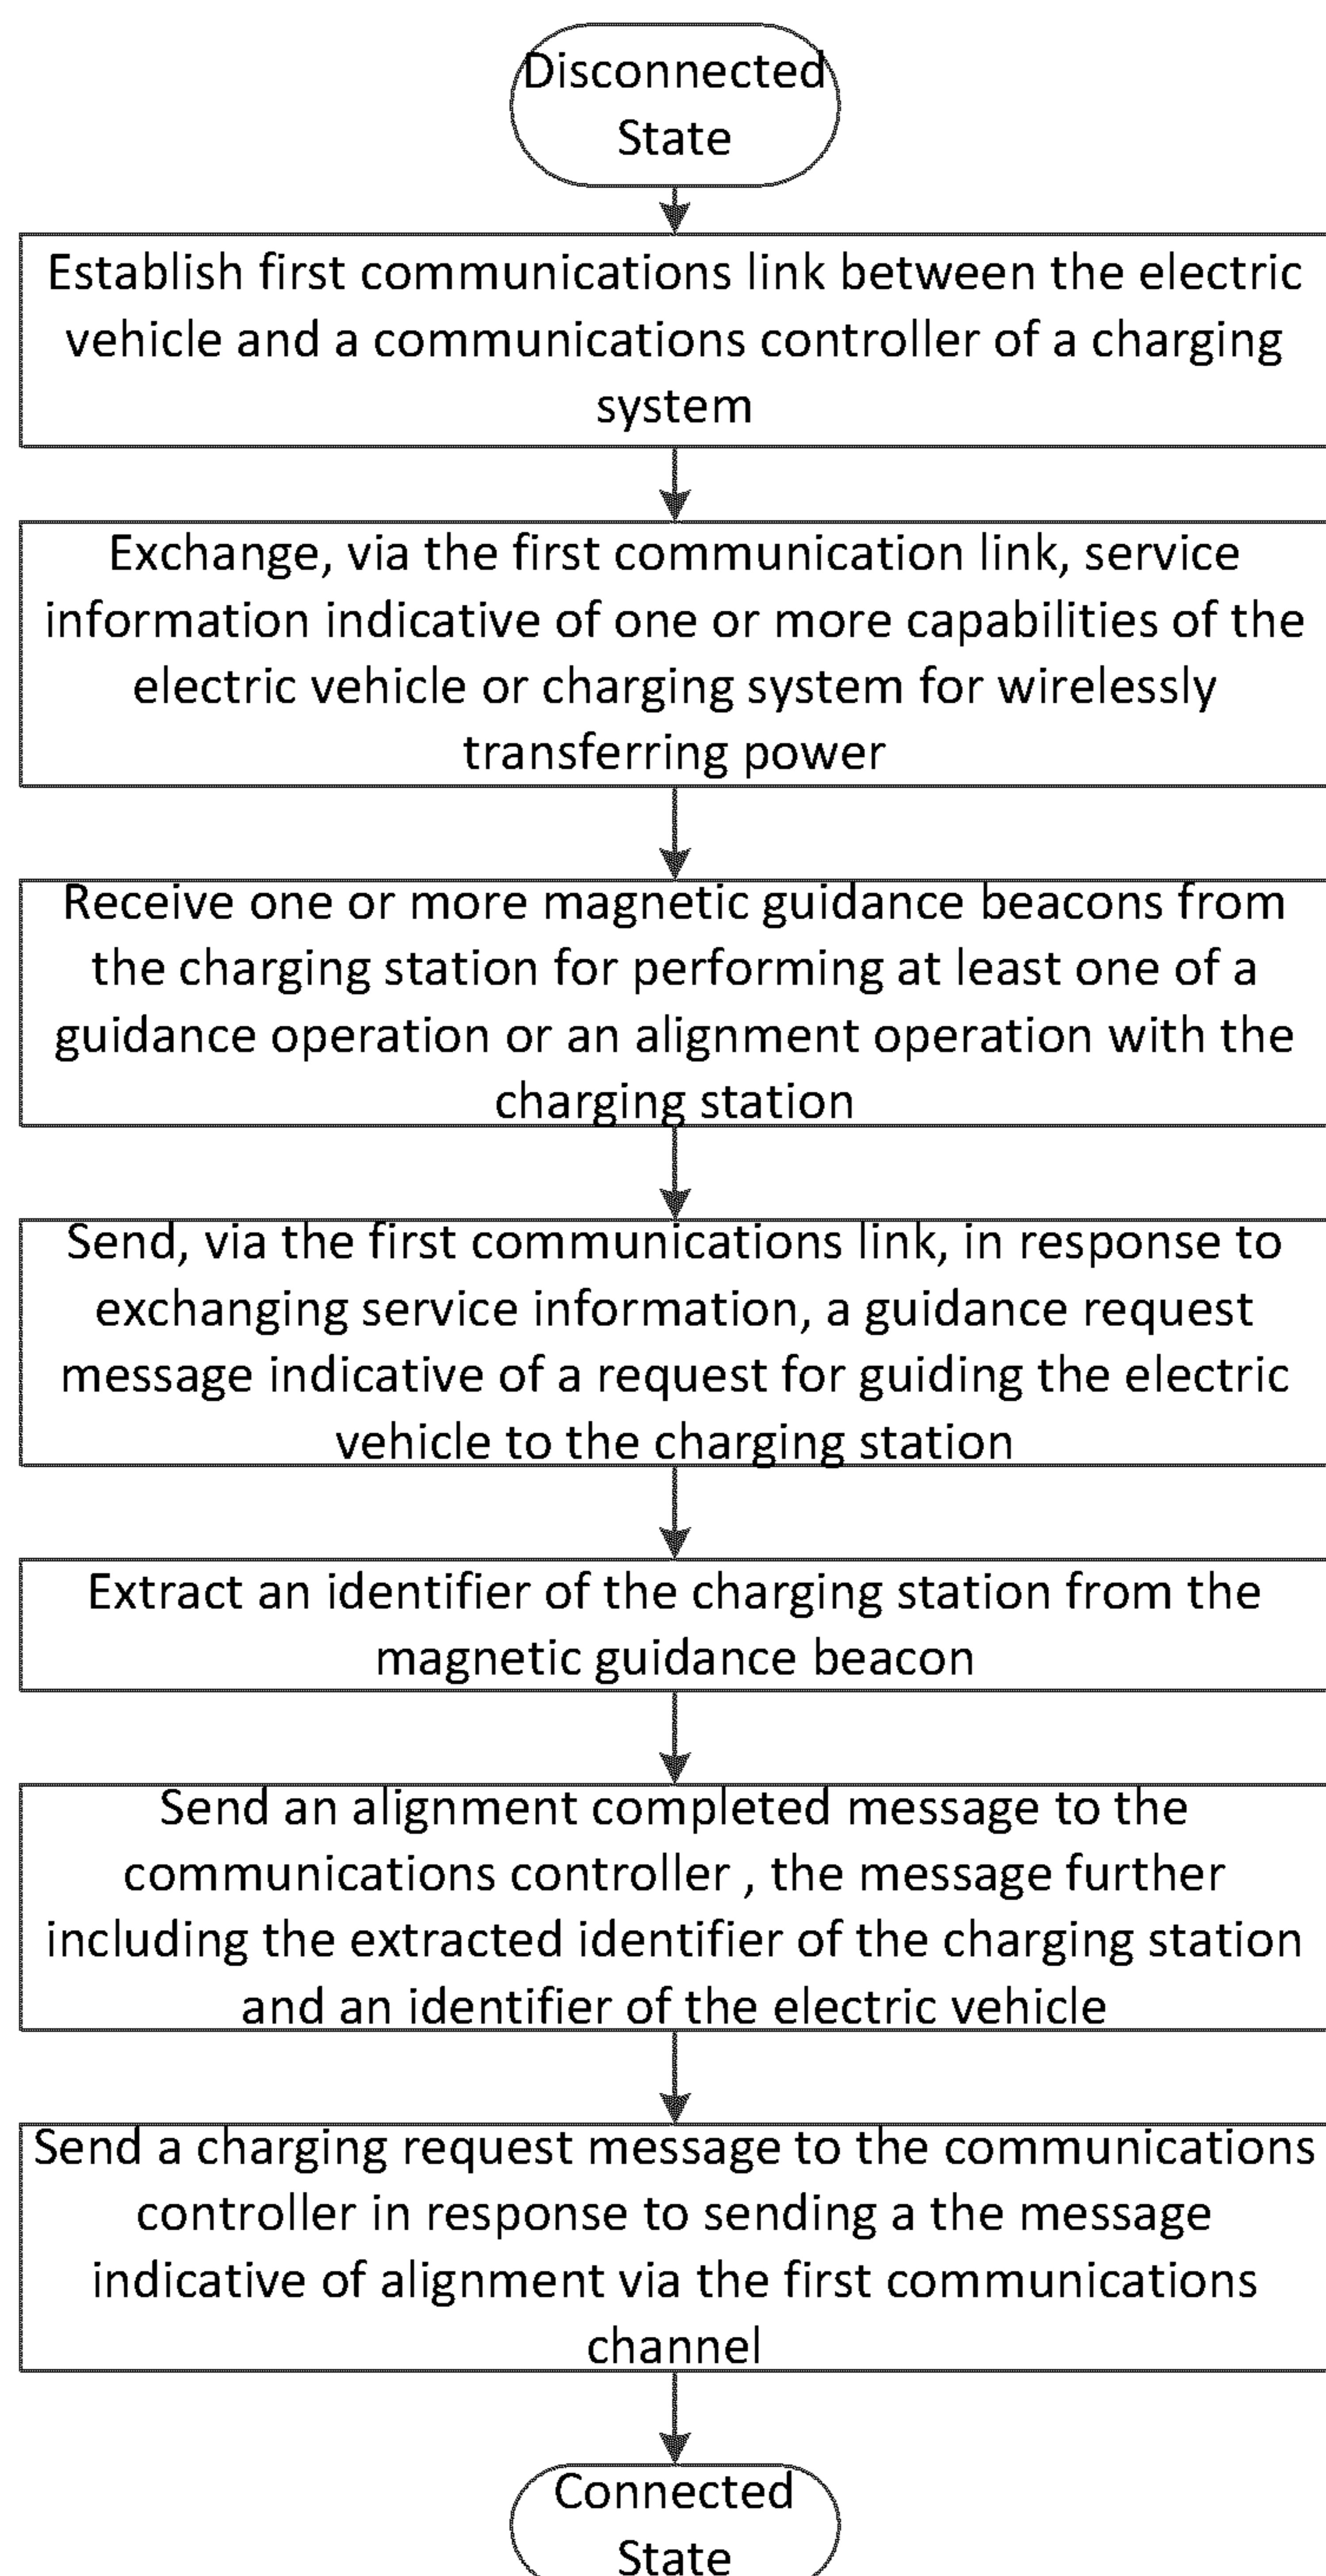 Disconnected
State
Establish first communications link between the electric
vehicle and a communications controller of a charging
system
Exchange, via the first communication link, service
information indicative of one or more capabilities of the
electric vehicle or charging system for wirelessly
transferring power
Receive one or more magnetic guidance beacons from
the charging station for performing at least one of a
guidance operation or an alignment operation with the
charging station
Send, via the first communications link, in response to
exchanging service information, a guidance request
message indicative of a request for guiding the electric
vehicle to the charging station
Extract an identifier of the charging station from the
magnetic guidance beacon
Send an alignment completed message to the
communications controller , the message further
including the extracted identifier of the charging station
and an identifier of the electric vehicle
Send a charging request message to the communications
controller in response to sending a the message
indicative of alignment via the first communications
channel
Connected
State